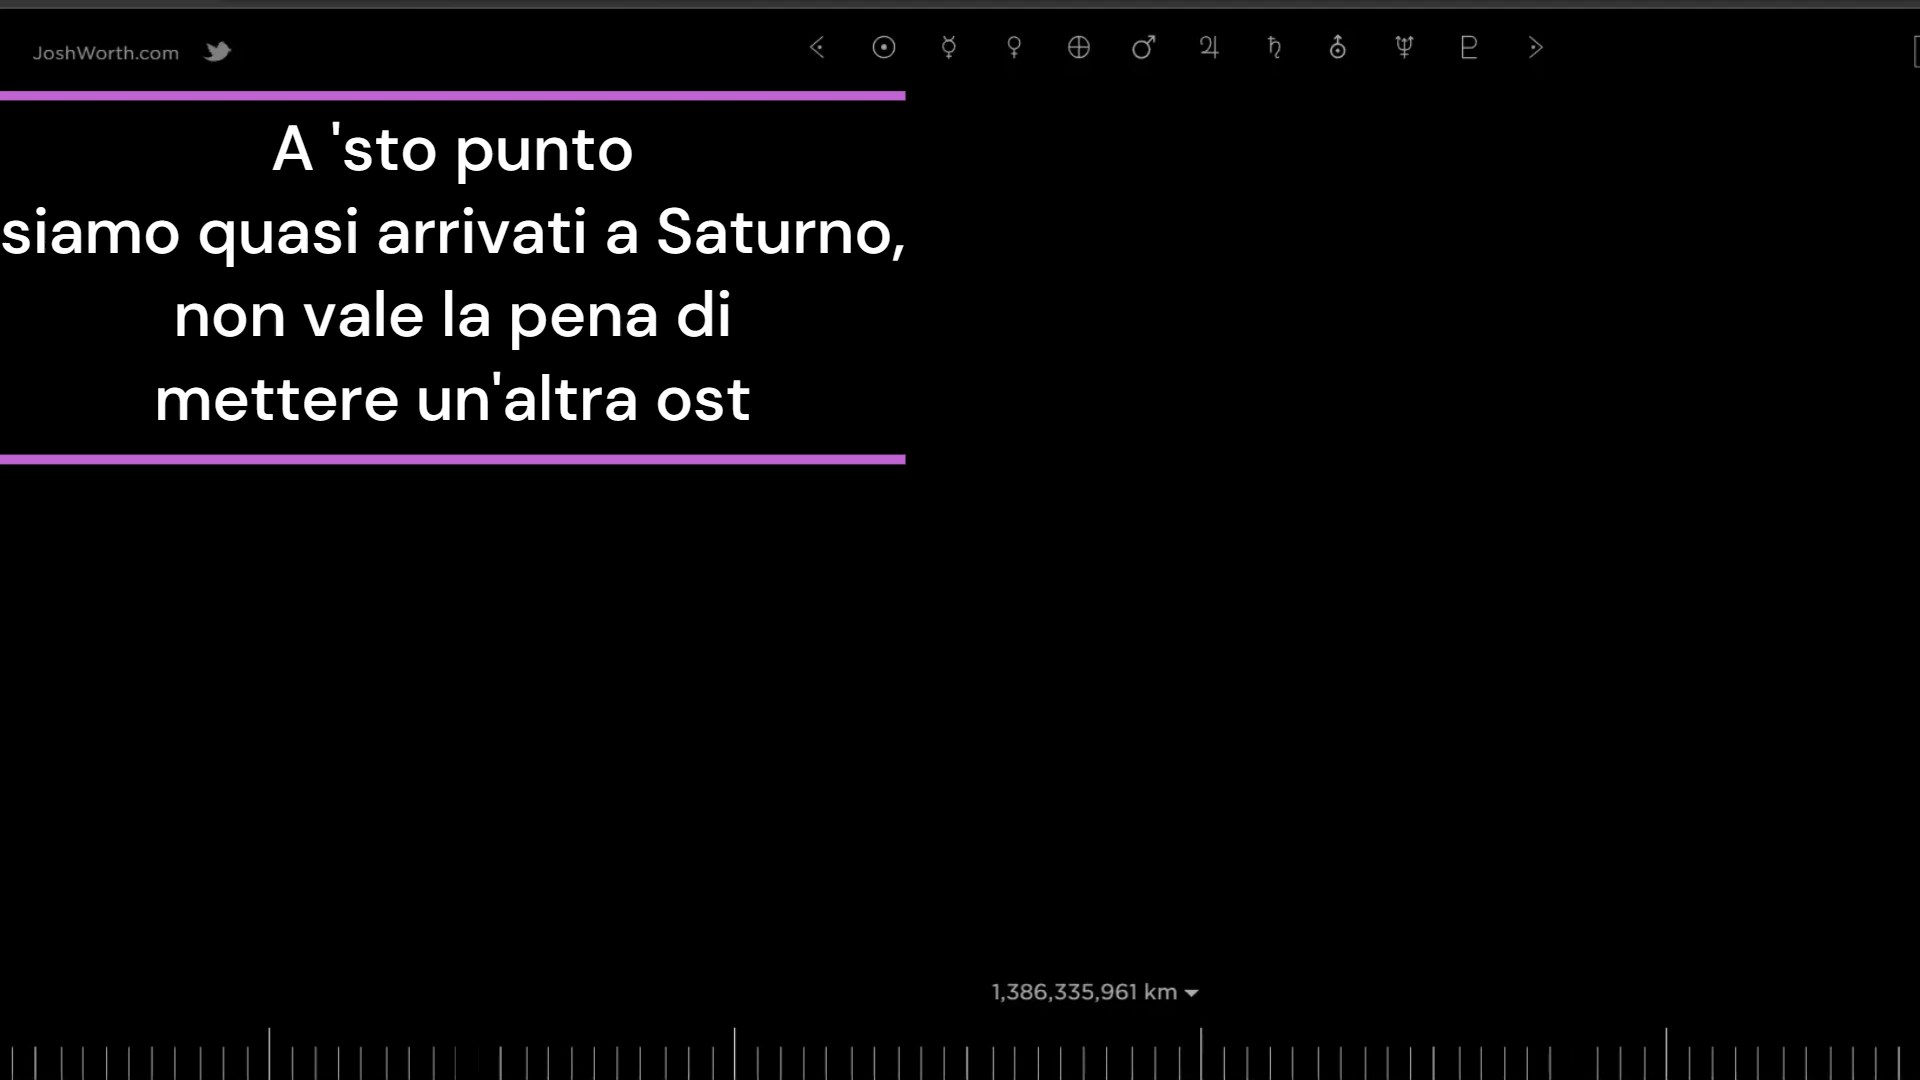 JoshWorth.com
A 'sto punto
siamo quasi arrivati a Saturno,
non vale la pena di
mettere un'altra ost
1,386,335,961 km